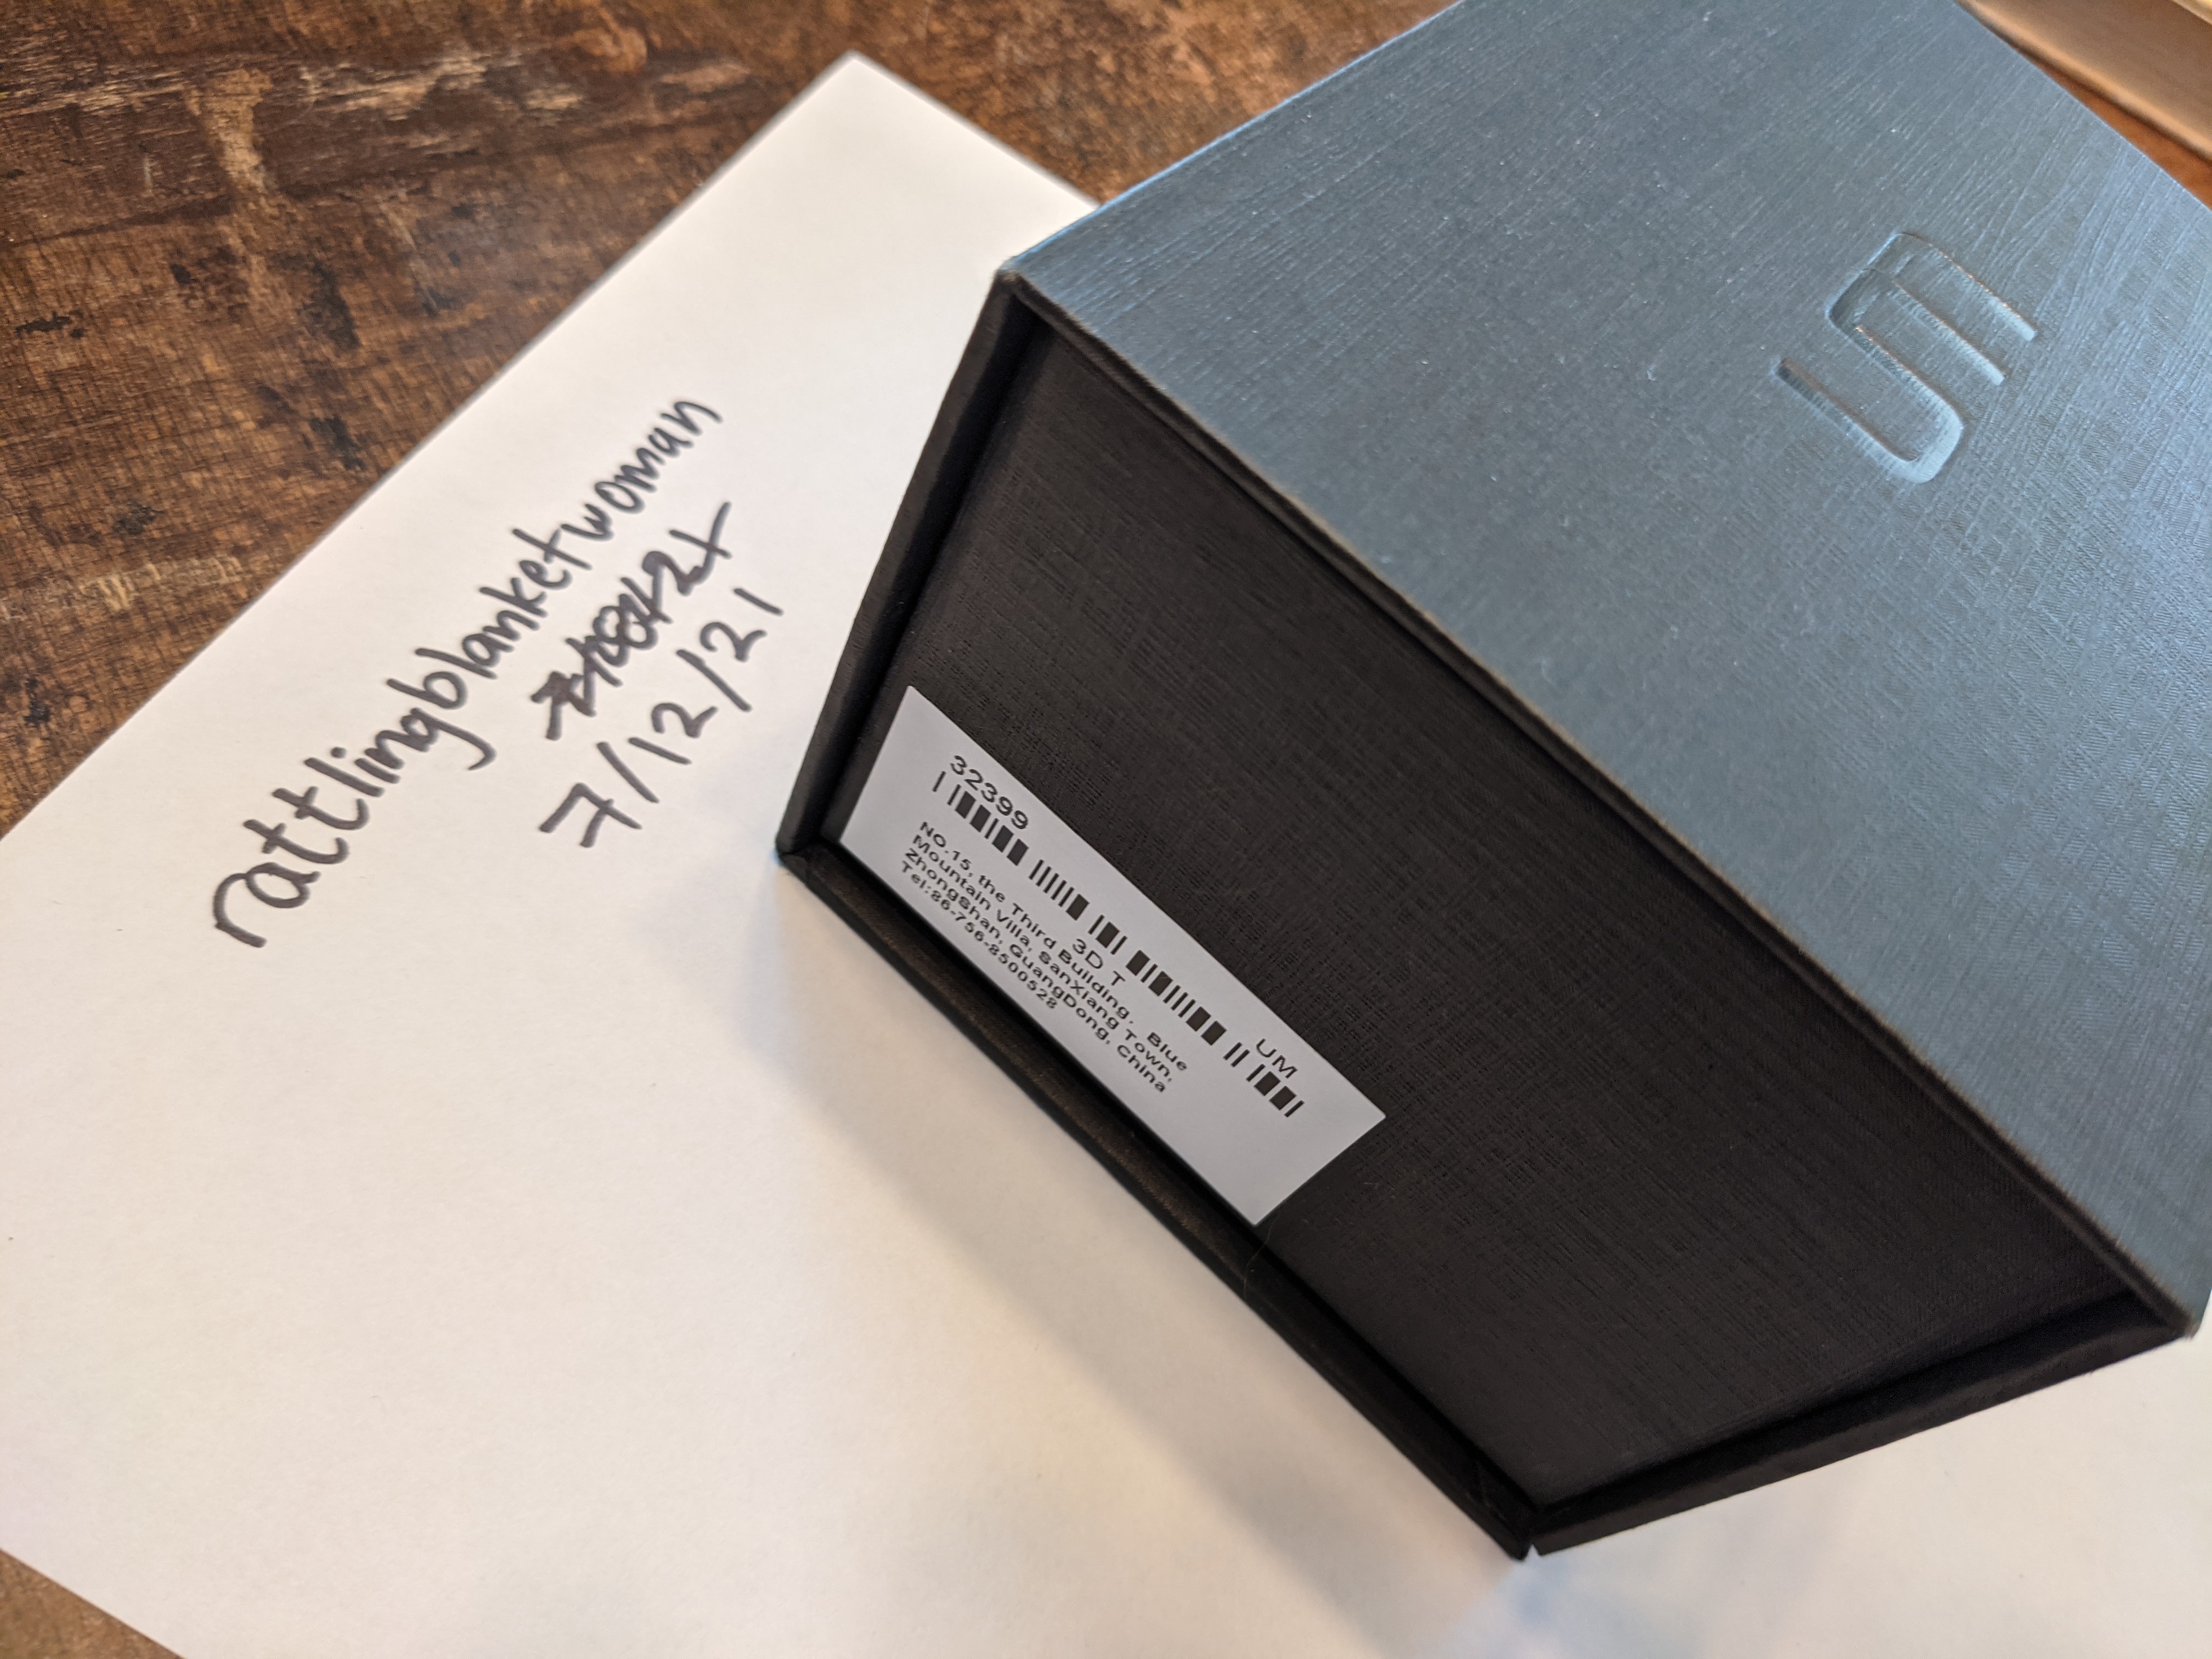 rattlingblanketwoman
7/12/21
32399
UM
3D T
NO.15, the Third Building, Blue
Mountain Villa, SanXiang Town,
ZhongShan, GuangDong, China
Tel:86-756-8500528